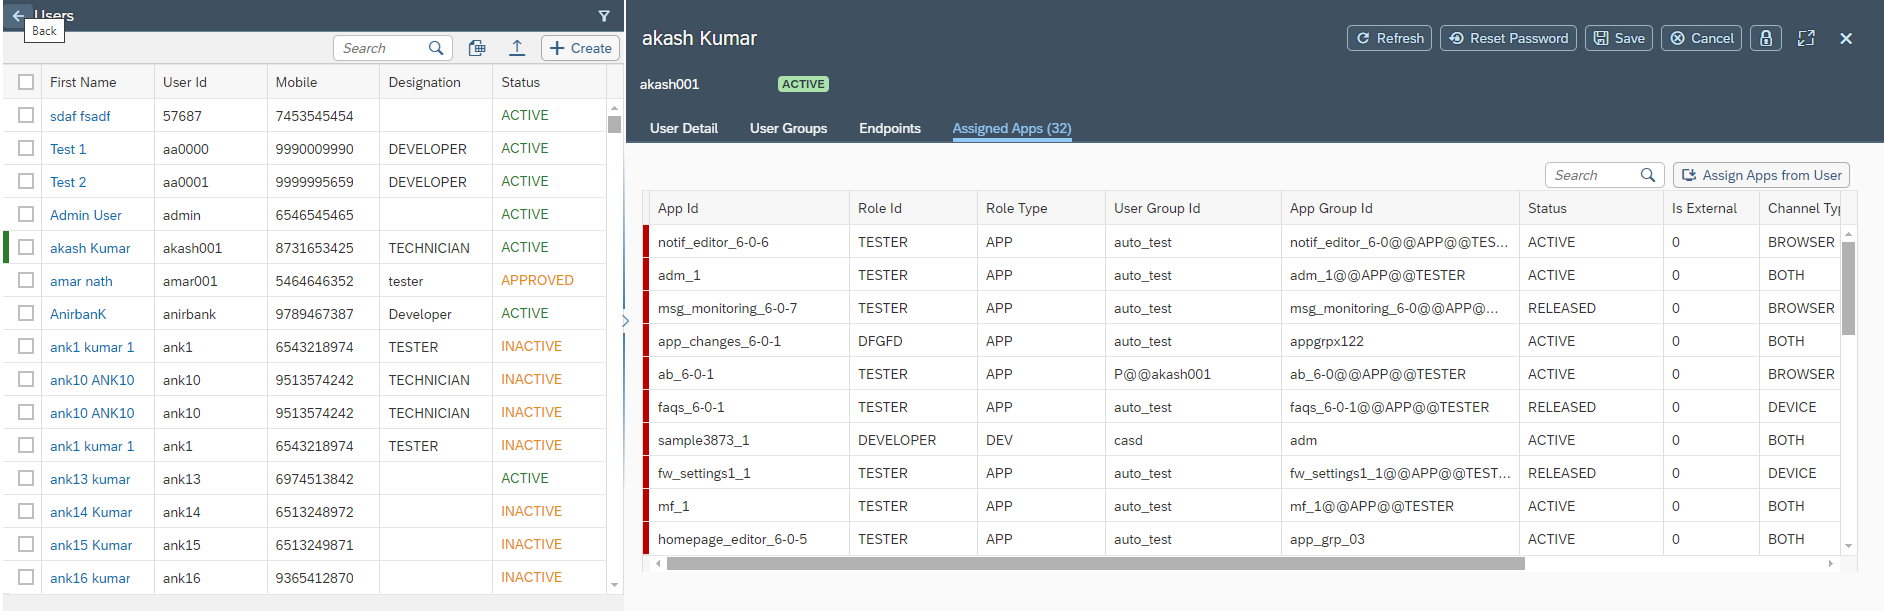 Users
Back
Search
Create
First Name User Id Mobile Designation Status
sdaf fsadf 57687 7453545454 ACTIVE
Test 1 aa0000 9990009990 DEVELOPER ACTIVE
Test 2 aa0001 9999995659 DEVELOPER ACTIVE
Admin User admin 6546545465 ACTIVE
akash Kumar akash001 8731653425 TECHNICIAN ACTIVE
amar nath amar001 5464646352 tester APPROVED
AnirbanK anirbank 9789467387 Developer ACTIVE
ank1 kumar 1 ank1 6543218974 TESTER INACTIVE
ank10 ANK10 ank10 9513574242 TECHNICIAN INACTIVE
ank10 ANK10 ank10 9513574242 TECHNICIAN INACTIVE
ank1 kumar 1 ank1 6543218974 TESTER INACTIVE
ank13 kumar ank13 6974513842 ACTIVE
ank14 Kumar ank14 6513248972 INACTIVE
ank15 Kumar ank15 6513249871 INACTIVE
ank16 kumar ank16 9365412870 INACTIVE
akash Kumar
Refresh Reset Password Save Cancel
akash001 ACTIVE
User Detail User Groups Endpoints Assigned Apps (32)
Search Assign Apps from User
App Id Role Id Role Type User Group Id App Group Id Status Is External Channel Typ
notif_editor_6-0-6 TESTER APP auto_test notif_editor_6-0@@APP@@TES... ACTIVE 0 BROWSER
adm_1 TESTER APP auto_test adm_1@@APP@@TESTER ACTIVE 0 BOTH
msg_monitoring_6-0-7 TESTER APP auto_test msg_monitoring_6-0@@APP@... RELEASED 0 BROWSER
app_changes_6-0-1 DFGFD APP auto_test appgrpx122 ACTIVE 0 BOTH
ab_6-0-1 TESTER APP P@@akash001 ab_6-0@@APP@@TESTER ACTIVE 0 BROWSER
faqs_6-0-1 TESTER APP auto_test faqs_6-0-1@@APP@@TESTER RELEASED 0 DEVICE
sample3873_1 DEVELOPER DEV casd adm ACTIVE 0 BOTH
fw_settings1_1 TESTER APP auto_test fw_settings1_1@@APP@@TEST... RELEASED 0 DEVICE
mf_1 TESTER APP auto_test mf_1@@APP@@TESTER ACTIVE 0 BOTH
homepage_editor_6-0-5 TESTER APP auto_test app_grp_03 ACTIVE 0 BOTH